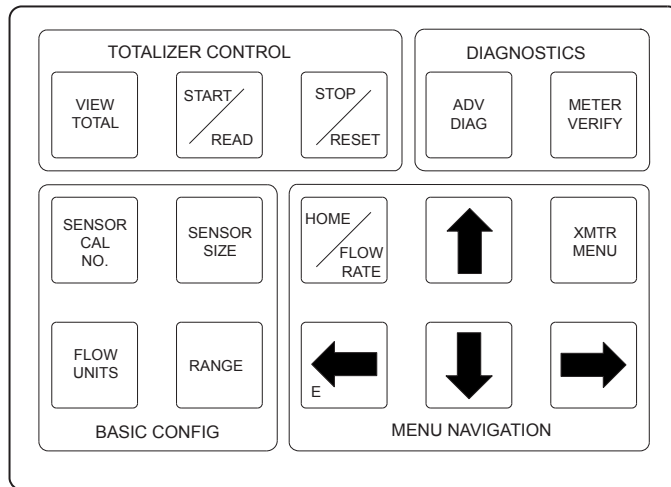 TOTALIZER CONTROL
VIEW
TOTAL
START
READ
STOP
RESET
DIAGNOSTICS
ADV
DIAG
METER
VERIFY
SENSOR
CAL
NO.
SENSOR
SIZE
FLOW
UNITS
RANGE
BASIC CONFIG
HOME
FLOW
RATE
XMTR
MENU
E
MENU NAVIGATION